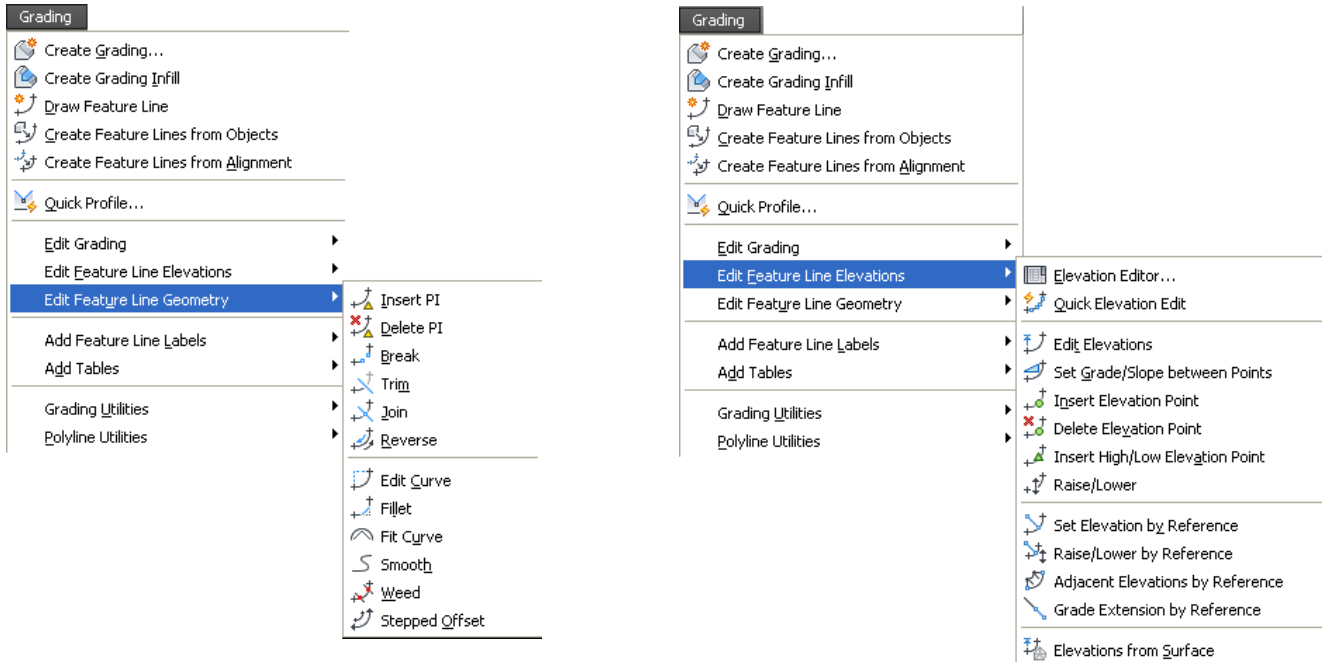 Grading
Create Grading...
Create Grading Infill
Draw Feature Line
Create Feature Lines from Objects
Create Feature Lines from Alignment
Quick Profile...
Edit Grading
Edit Feature Line Elevations
Edit Feature Line Geometry
Add Feature Line Labels
Add Tables
Grading Utilities
Polyline Utilities
Insert PI
Delete PI
Break
Trim
Join
Reverse
Edit Curve
Fillet
Fit Curve
Smooth
Weed
Stepped Offset
Grading
Create Grading...
Create Grading Infill
Draw Feature Line
Create Feature Lines from Objects
Create Feature Lines from Alignment
Quick Profile...
Edit Grading
Edit Feature Line Elevations
Edit Feature Line Geometry
Add Feature Line Labels
Add Tables
Grading Utilities
Polyline Utilities
Elevation Editor...
Quick Elevation Edit
Edit Elevations
Set Grade/Slope between Points
Insert Elevation Point
Delete Elevation Point
Insert High/Low Elevation Point
Raise/Lower
Set Elevation by Reference
Raise/Lower by Reference
Adjacent Elevations by Reference
Grade Extension by Reference
Elevations from Surface